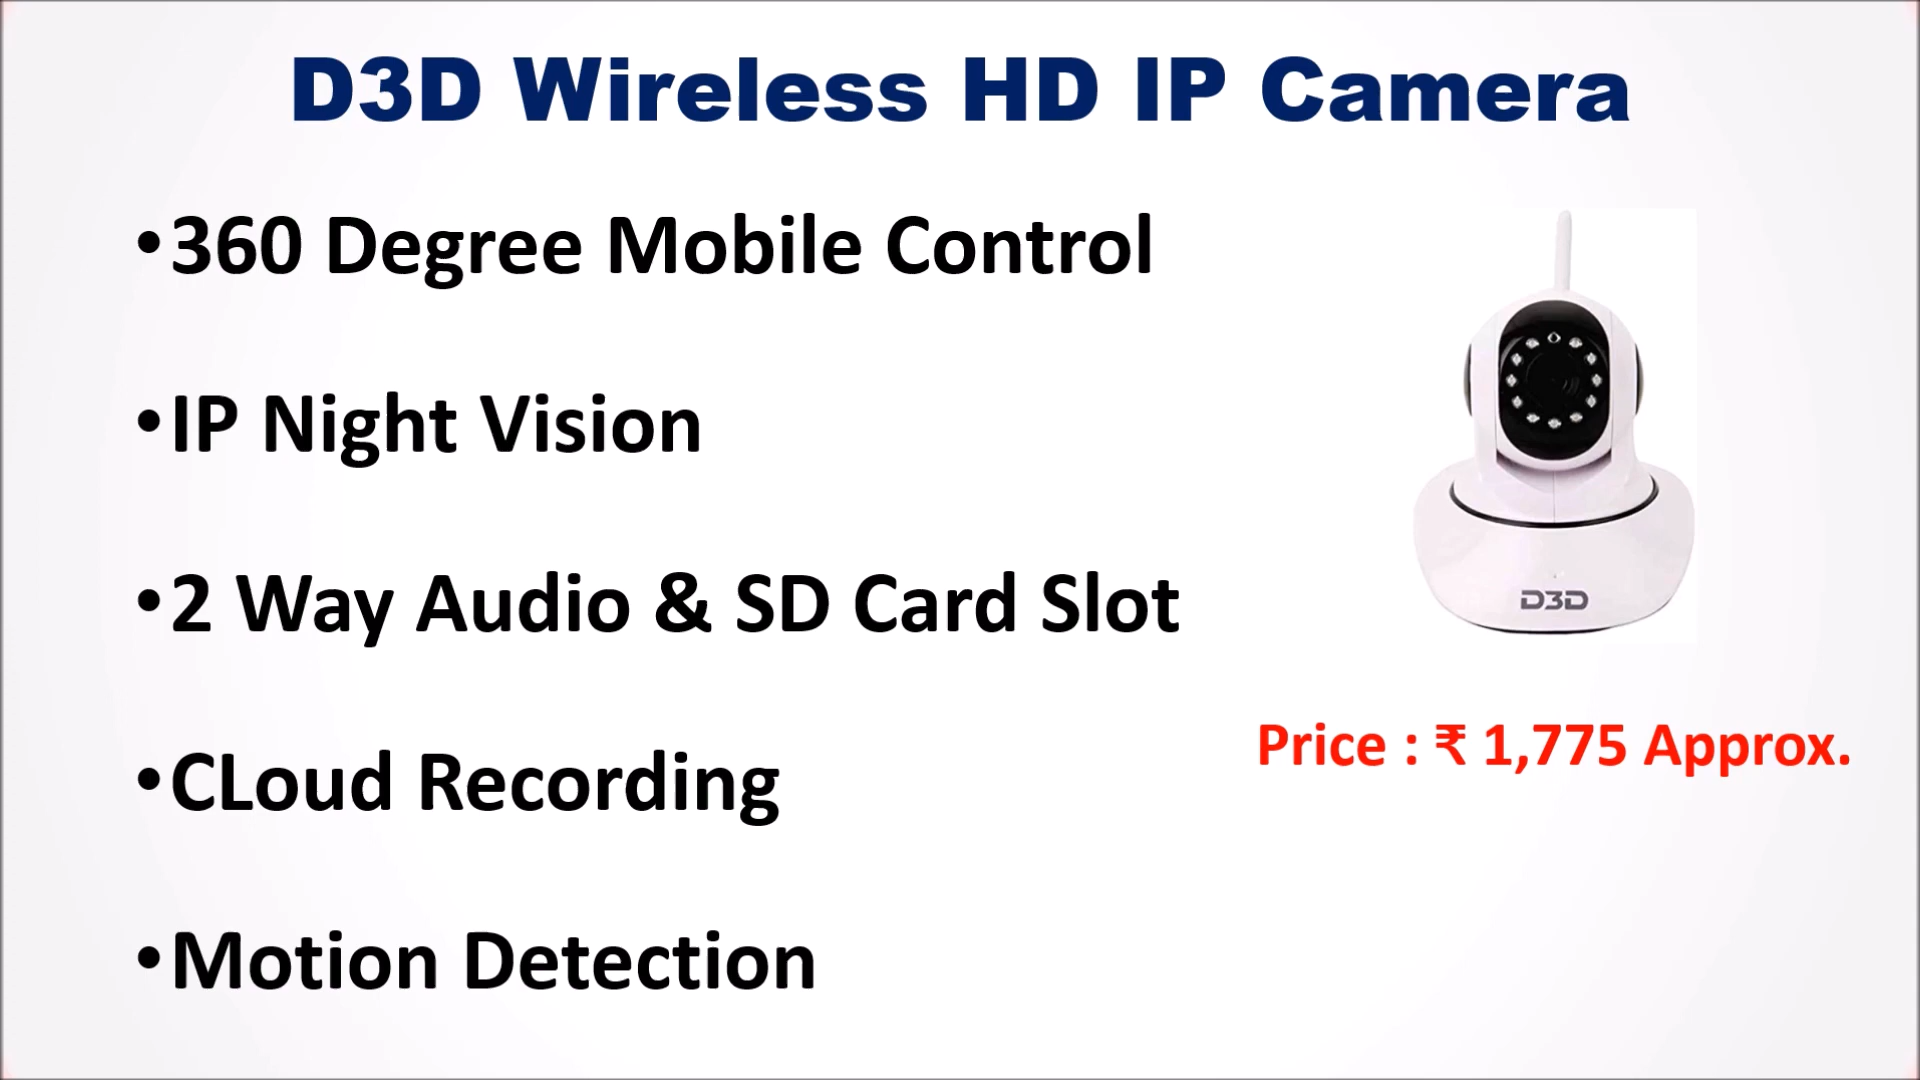 D3D Wireless HD IP Camera
•360 Degree Mobile Control
•IP Night Vision
•2 Way Audio & SD Card Slot
•CLoud Recording
•Motion Detection
D3D
Price : ₹ 1,775 Approx.